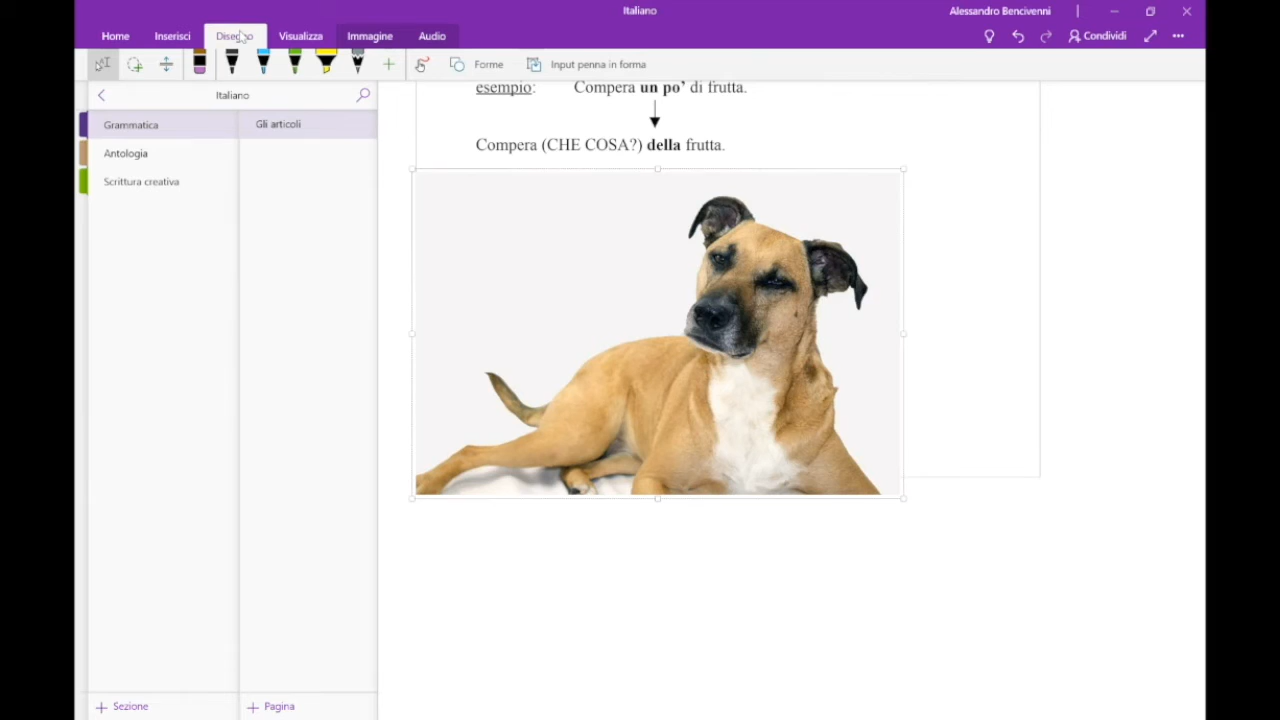 Italiano
Alessandro Bencivenni
Home Inserisci Disegno Visualizza Immagine Audio
Condividi
Forme Input penna in forma
Italiano
Grammatica
Antologia
Scrittura creativa
Gli articoli
Sezione
Pagina
esempio: Compera un po' di frutta.
Compera (CHE COSA?) della frutta.